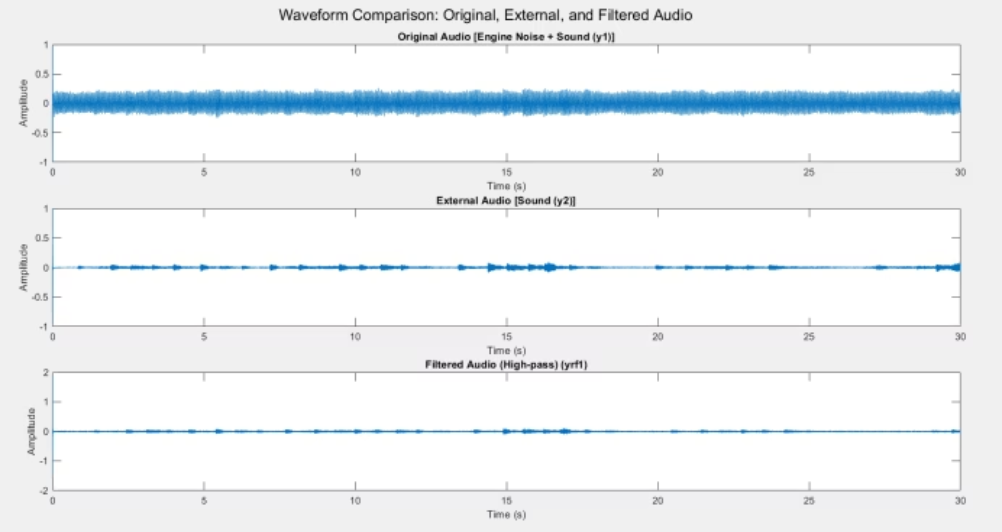 Waveform Comparison: Original, External, and Filtered Audio
Original Audio [Engine Noise + Sound (y1)]
Amplitude
1
0.5
0
-0.5
-1
0 5 10 15 20 25 30
Time (s)
External Audio [Sound (y2)]
Amplitude
1
0.5
0
-0.5
-1
0 5 10 15 20 25 30
Time (s)
Filtered Audio (High-pass) (yrf1)
Amplitude
2
1
0
-1
-2
0 5 10 15 20 25 30
Time (s)